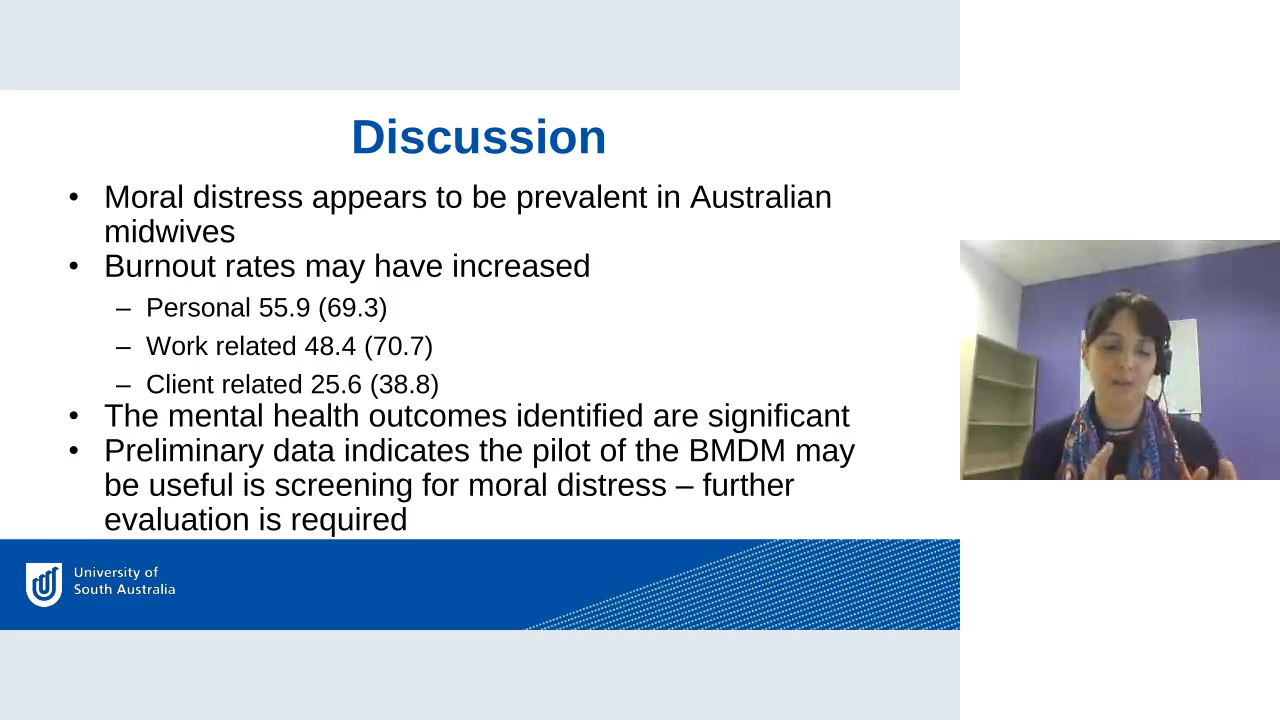 Discussion
• Moral distress appears to be prevalent in Australian
midwives
• Burnout rates may have increased
– Personal 55.9 (69.3)
– Work related 48.4 (70.7)
– Client related 25.6 (38.8)
• The mental health outcomes identified are significant
• Preliminary data indicates the pilot of the BMDM may
be useful is screening for moral distress – further
evaluation is required
University of
South Australia